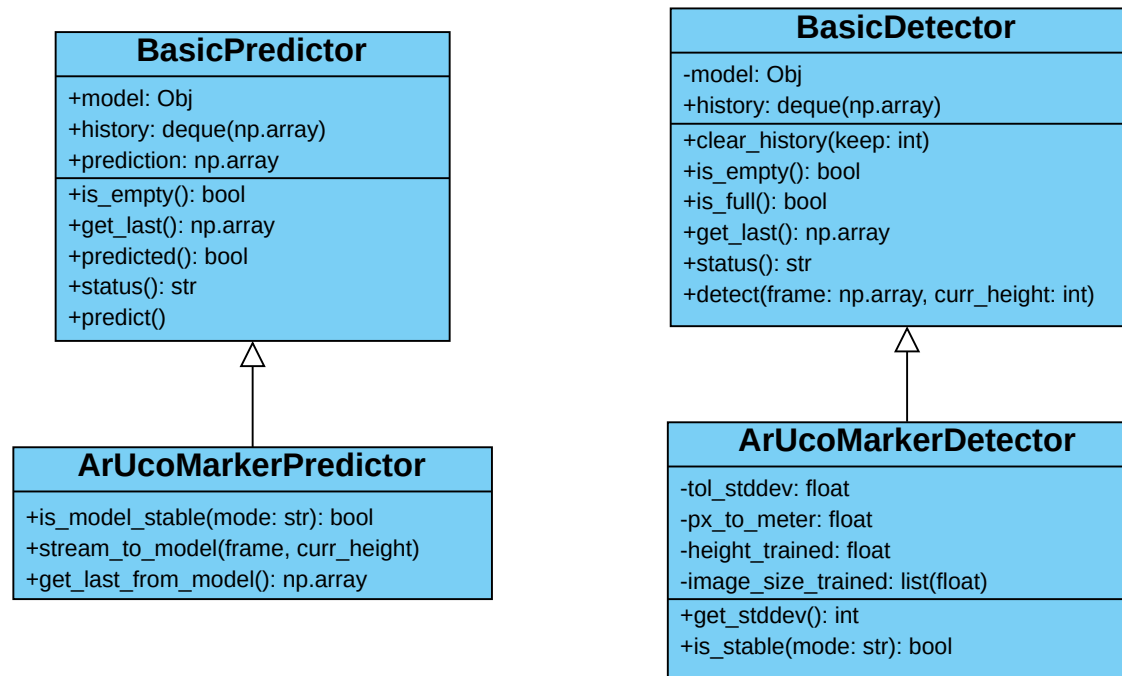 BasicPredictor
+model: Obj
+history: deque(np.array)
+prediction: np.array
+is_empty(): bool
+get_last(): np.array
+predicted(): bool
+status(): str
+predict()
ArUcoMarkerPredictor
+is_model_stable(mode: str): bool
+stream_to_model(frame, curr_height)
+get_last_from_model(): np.array
BasicDetector
-model: Obj
+history: deque(np.array)
+clear_history(keep: int)
+is_empty(): bool
+is_full(): bool
+get_last(): np.array
+status(): str
+detect(frame: np.array, curr_height: int)
ArUcoMarkerDetector
-tol_stddev: float
-px_to_meter: float
-height_trained: float
-image_size_trained: list(float)
+get_stddev(): int
+is_stable(mode: str): bool